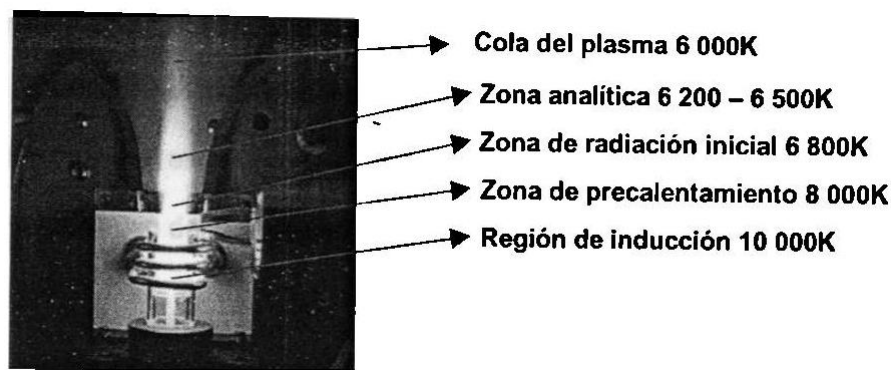 Cola del plasma 6 000K
Zona analítica 6 200 – 6 500K
Zona de radiación inicial 6 800K
Zona de precalentamiento 8 000K
Región de inducción 10 000K